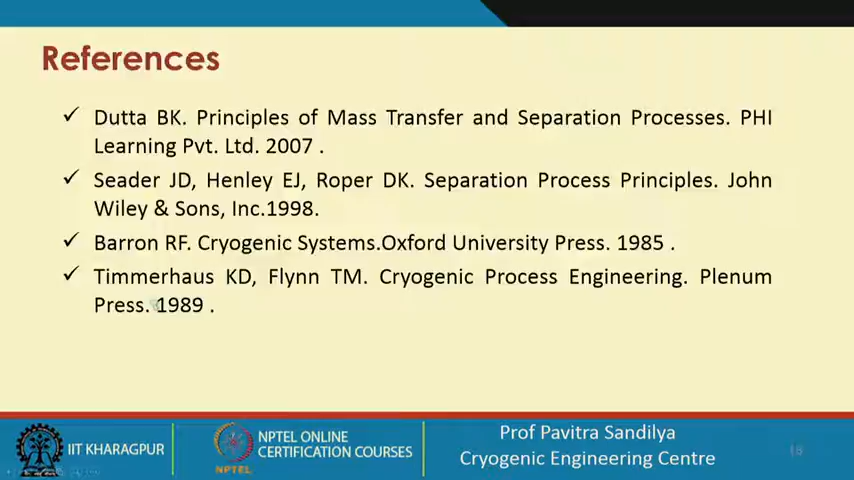 References
✓ Dutta BK. Principles of Mass Transfer and Separation Processes. PHI
Learning Pvt. Ltd. 2007 .
✓ Seader JD, Henley EJ, Roper DK. Separation Process Principles. John
Wiley & Sons, Inc.1998.
✓ Barron RF. Cryogenic Systems.Oxford University Press. 1985 .
✓ Timmerhaus KD, Flynn TM. Cryogenic Process Engineering. Plenum
Press. 1989 .
IIT KHARAGPUR
NPTEL
NPTEL ONLINE
CERTIFICATION COURSES
Prof Pavitra Sandilya
Cryogenic Engineering Centre